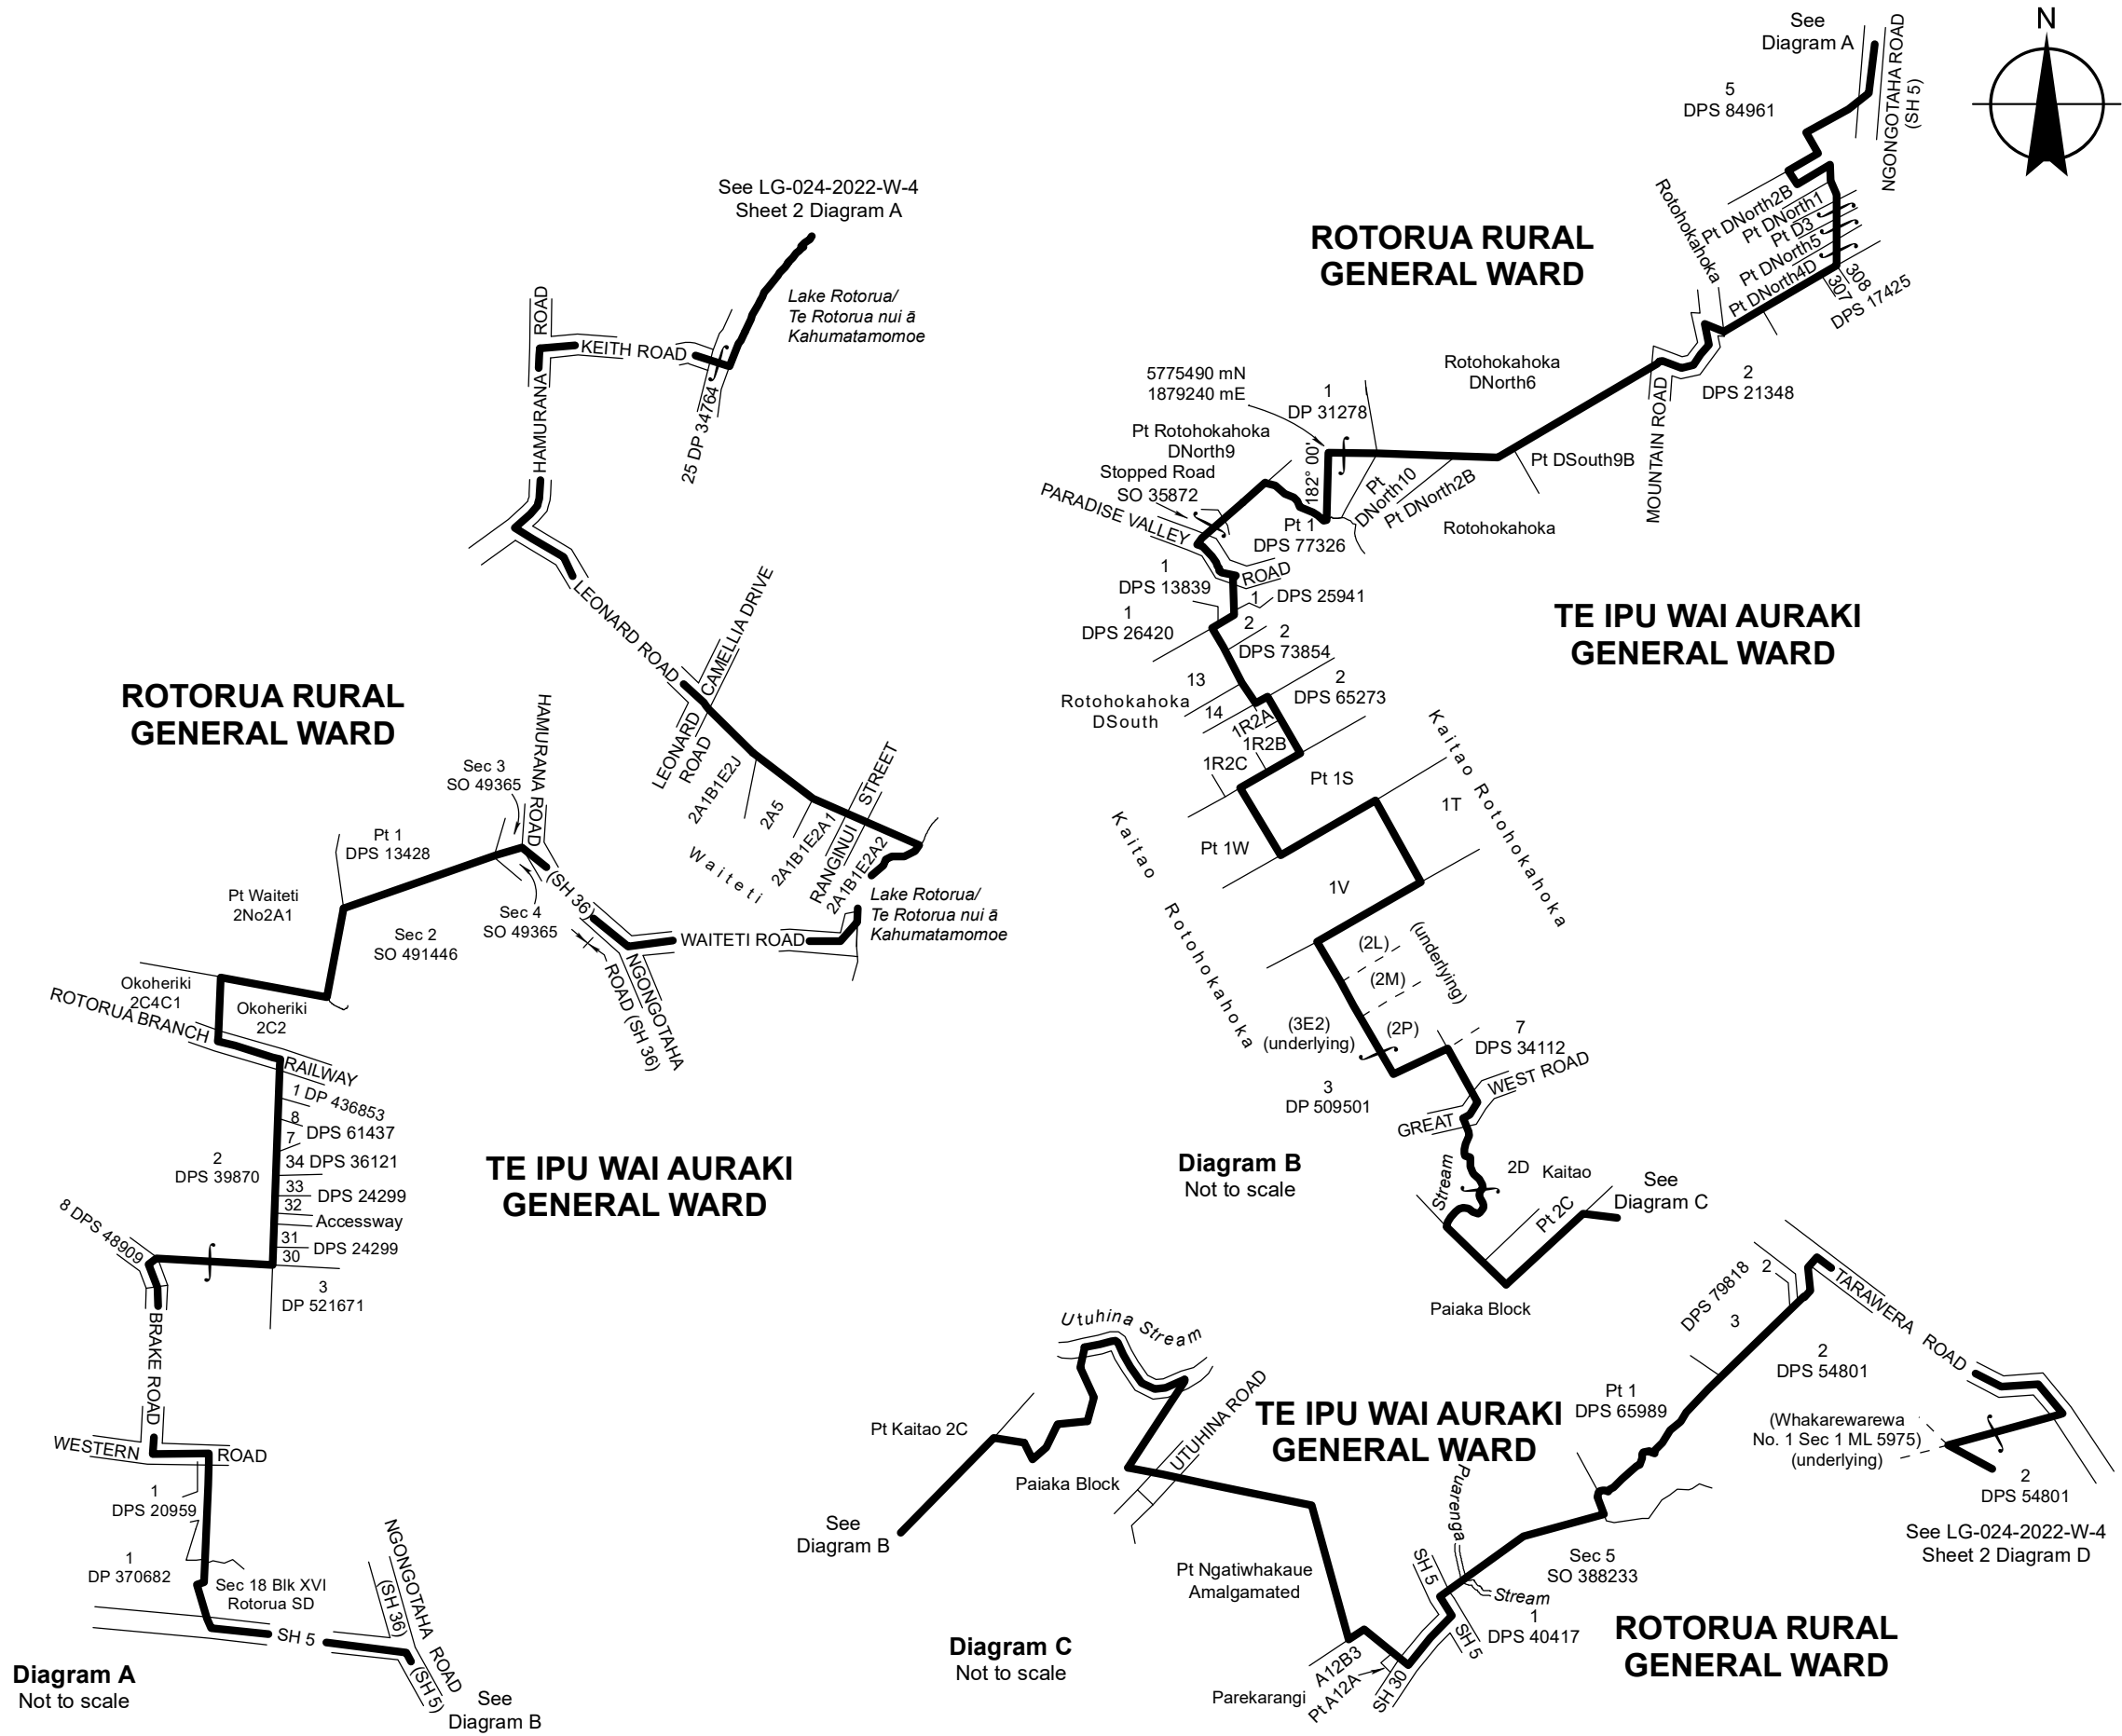 See
Diagram A
N
NGONGOTAHA ROAD
(SH 5)
5
DPS 84961
Rotohokahoka
Pt DNorth2B
Pt DNorth1
Pt D3
Pt DNorth5
Pt DNorth4D
308
307
DPS 17425
ROTORUA RURAL
GENERAL WARD
See LG-024-2022-W-4
Sheet 2 Diagram A
Lake Rotorua/
Te Rotorua nui ā
Kahumatamomoe
HAMURANA ROAD
KEITH ROAD
25 DP 34764
LEONARD ROAD
CAMELLIA DRIVE
LEONARD
ROAD
2A1B1E2J
2A5
2A1B1E2A1
RANGINUI STREET
2A1B1E2A2
Waiteti
Lake Rotorua/
Te Rotorua nui ā
Kahumatamomoe
WAITETI ROAD
ROTORUA RURAL
GENERAL WARD
HAMURANA ROAD
(SH 36)
Sec 3
SO 49365
Pt 1
DPS 13428
Pt Waiteti
2No2A1
Sec 4
SO 49365
Sec 2
SO 491446
NGONGOTAHA
ROAD (SH 36)
Okoheriki
2C4C1
Okoheriki
2C2
ROTORUA BRANCH
RAILWAY
1 DP 436853
8
DPS 61437
7
34 DPS 36121
33
DPS 24299
32
Accessway
31
DPS 24299
30
2
DPS 39870
3
DP 521671
8 DPS 48909
TE IPU WAI AURAKI
GENERAL WARD
BRAKE ROAD
WESTERN ROAD
1
DPS 20959
1
DP 370682
Sec 18 Blk XVI
Rotorua SD
SH 5
NGONGOTAHA ROAD
(SH 36)
(SH 5)
See
Diagram B
Diagram A
Not to scale
5775490 mN
1879240 mE
1
DP 31278
Rotohokahoka
DNorth6
2
DPS 21348
MOUNTAIN ROAD
Pt Rotohokahoka
DNorth9
Stopped Road
SO 35872
182° 00'
Pt
DNorth10
Pt DNorth2B
Pt DSouth9B
Rotohokahoka
PARADISE VALLEY
ROAD
Pt 1
DPS 77326
1
DPS 13839
1
DPS 25941
1
DPS 26420
2
2
DPS 73854
TE IPU WAI AURAKI
GENERAL WARD
13
Rotohokahoka
DSouth
2
DPS 65273
14
1R2A
1R2B
1R2C
Pt 1S
1T
Kaitao Rotohokahoka
Kaitao Rotohokahoka
Pt 1W
1V
(2L)
(2M)
(underlying)
(2P)
(3E2)
(underlying)
7
DPS 34112
3
DP 509501
GREAT WEST ROAD
Stream
2D
Kaitao
Pt 2C
See
Diagram C
Paiaka Block
Diagram B
Not to scale
Utuhina Stream
Pt Kaitao 2C
Paiaka Block
UTUHINA ROAD
See
Diagram B
TE IPU WAI AURAKI
GENERAL WARD
Pt Ngatiwhakaue
Amalgamated
Puarenga
Stream
SH 5
SH 5
SH 30
A12B3
Pt A12A
Parekarangi
1
DPS 40417
Sec 5
SO 388233
Pt 1
DPS 65989
DPS 79818
2
3
2
DPS 54801
TARAWERA ROAD
(Whakarewarewa
No. 1 Sec 1 ML 5975)
(underlying)
2
DPS 54801
See LG-024-2022-W-4
Sheet 2 Diagram D
ROTORUA RURAL
GENERAL WARD
Diagram C
Not to scale